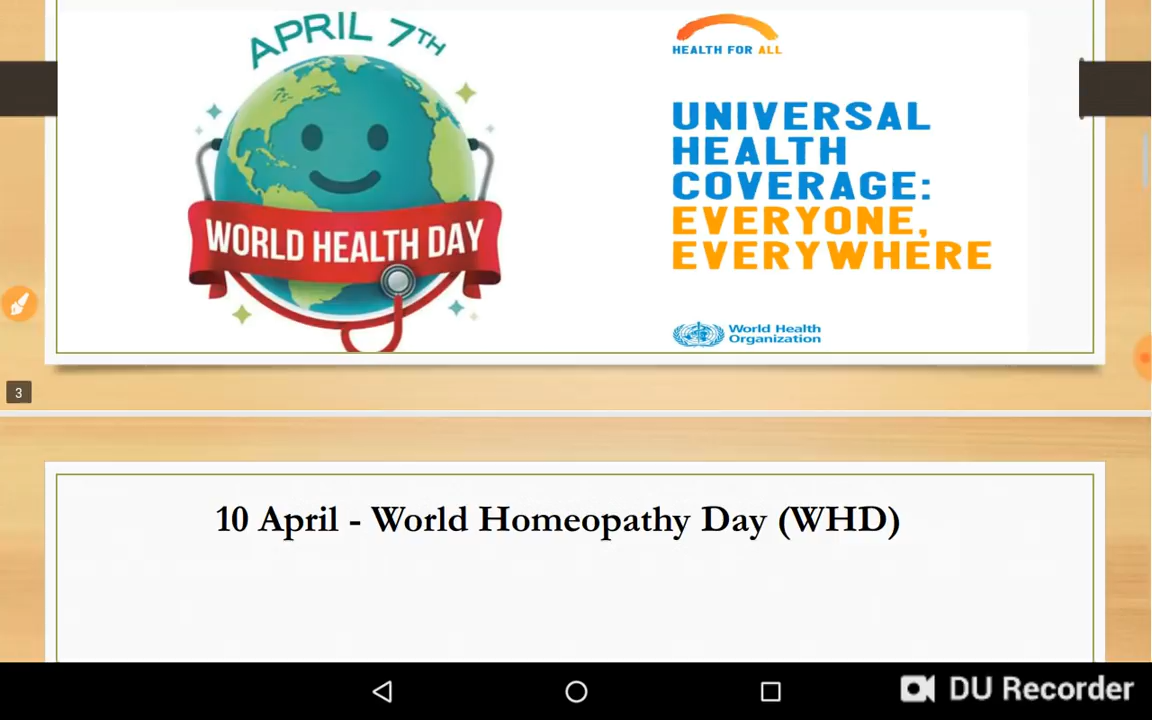 APRIL 7TH
WORLD HEALTH DAY
HEALTH FOR ALL
UNIVERSAL
HEALTH
COVERAGE:
EVERYONE,
EVERYWHERE
World Health
Organization
3
10 April - World Homeopathy Day (WHD)
DU Recorder